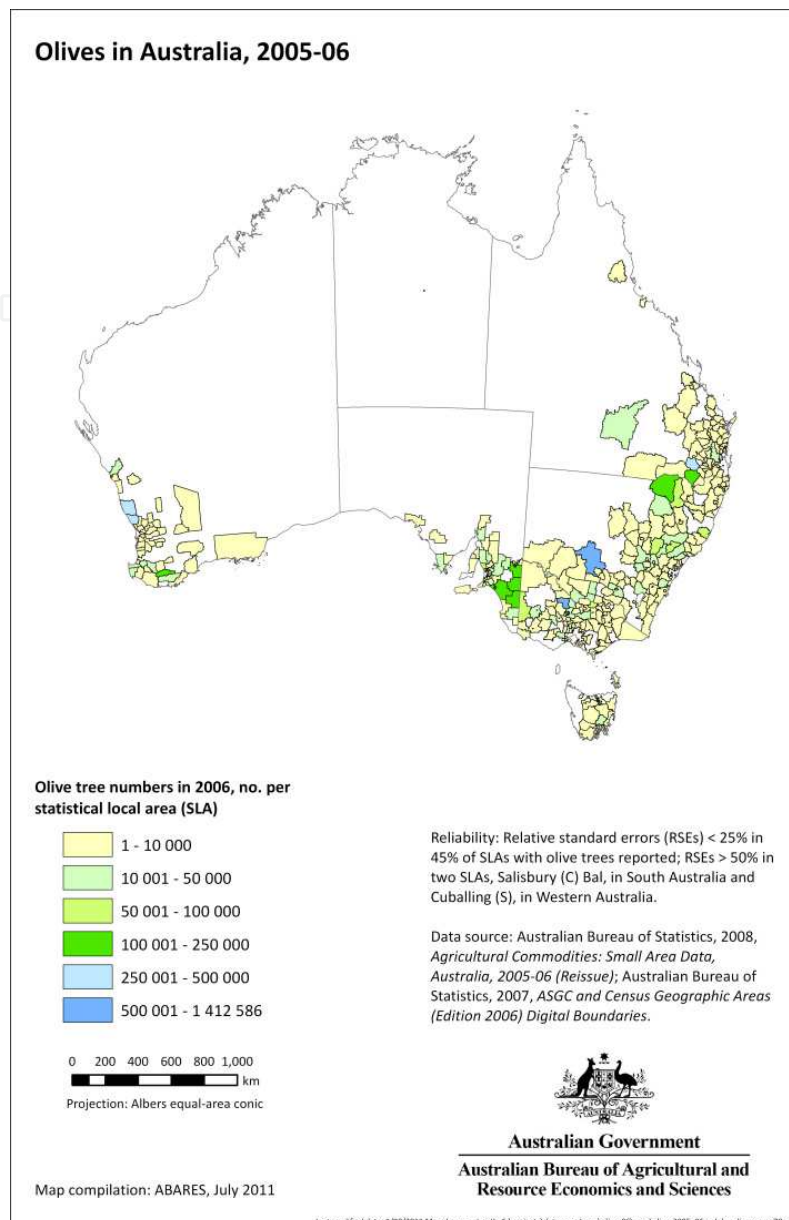 Olives in Australia, 2005-06
Olive tree numbers in 2006, no. per
statistical local area (SLA)
1 - 10 000
10 001 - 50 000
50 001 - 100 000
100 001 - 250 000
250 001 - 500 000
500 001 - 1 412 586
0 200 400 600 800 1,000
km
Projection: Albers equal-area conic
Map compilation: ABARES, July 2011
Reliability: Relative standard errors (RSEs) < 25% in
45% of SLAs with olive trees reported; RSEs > 50% in
two SLAs, Salisbury (C) Bal, in South Australia and
Cuballing (S), in Western Australia.
Data source: Australian Bureau of Statistics, 2008,
Agricultural Commodities: Small Area Data,
Australia, 2005-06 (Reissue); Australian Bureau of
Statistics, 2007, ASGC and Census Geographic Areas
(Edition 2006) Digital Boundaries.
Australian Government
Australian Bureau of Agricultural and
Resource Economics and Sciences